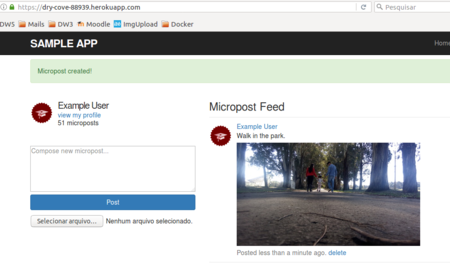 https://dry-cove-88939.herokuapp.com
Pesquisar
DW5 Mails DW3 Moodle ImgUpload Docker
SAMPLE APP
Home
Micropost created!
Example User
view my profile
51 microposts
Compose new micropost...
Post
Selecionar arquivo... Nenhum arquivo selecionado.
Micropost Feed
Example User
Walk in the park.
Posted less than a minute ago. delete